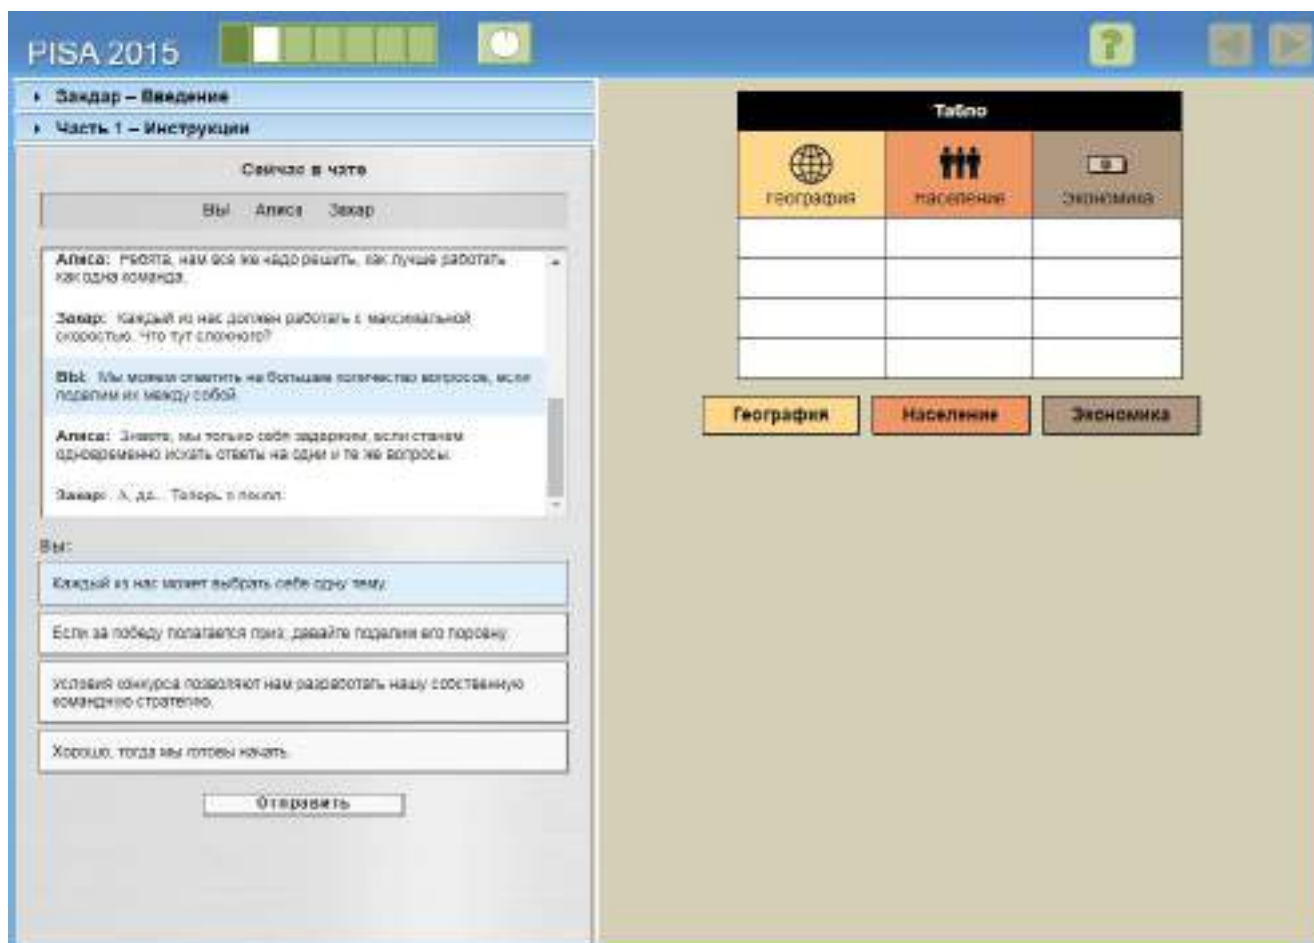 PISA 2015
?
Зандар – Введение
Часть 1 – Инструкции
Сейчас в чате
ВЫ Алиса Захар
Алиса: Ребята, нам все же надо решить, как лучше работать
как одна команда.
Захар: Каждый из нас должен работать с максимальной
скоростью. Что тут сложного?
ВЫ: Мы можем ответить на большее количество вопросов, если
поделим их между собой.
Алиса: Знаете, мы только себя задержим, если станем
одновременно искать ответы на одни и те же вопросы.
Захар: А, да... Теперь я понял.
Вы:
Каждый из нас может выбрать себе одну тему.
Если за победу полагается приз, давайте поделим его поровну.
Условия конкурса позволяют нам разработать нашу собственную
командную стратегию.
Хорошо, тогда мы готовы начать.
Отправить
Табло
география население экономика
География Население Экономика